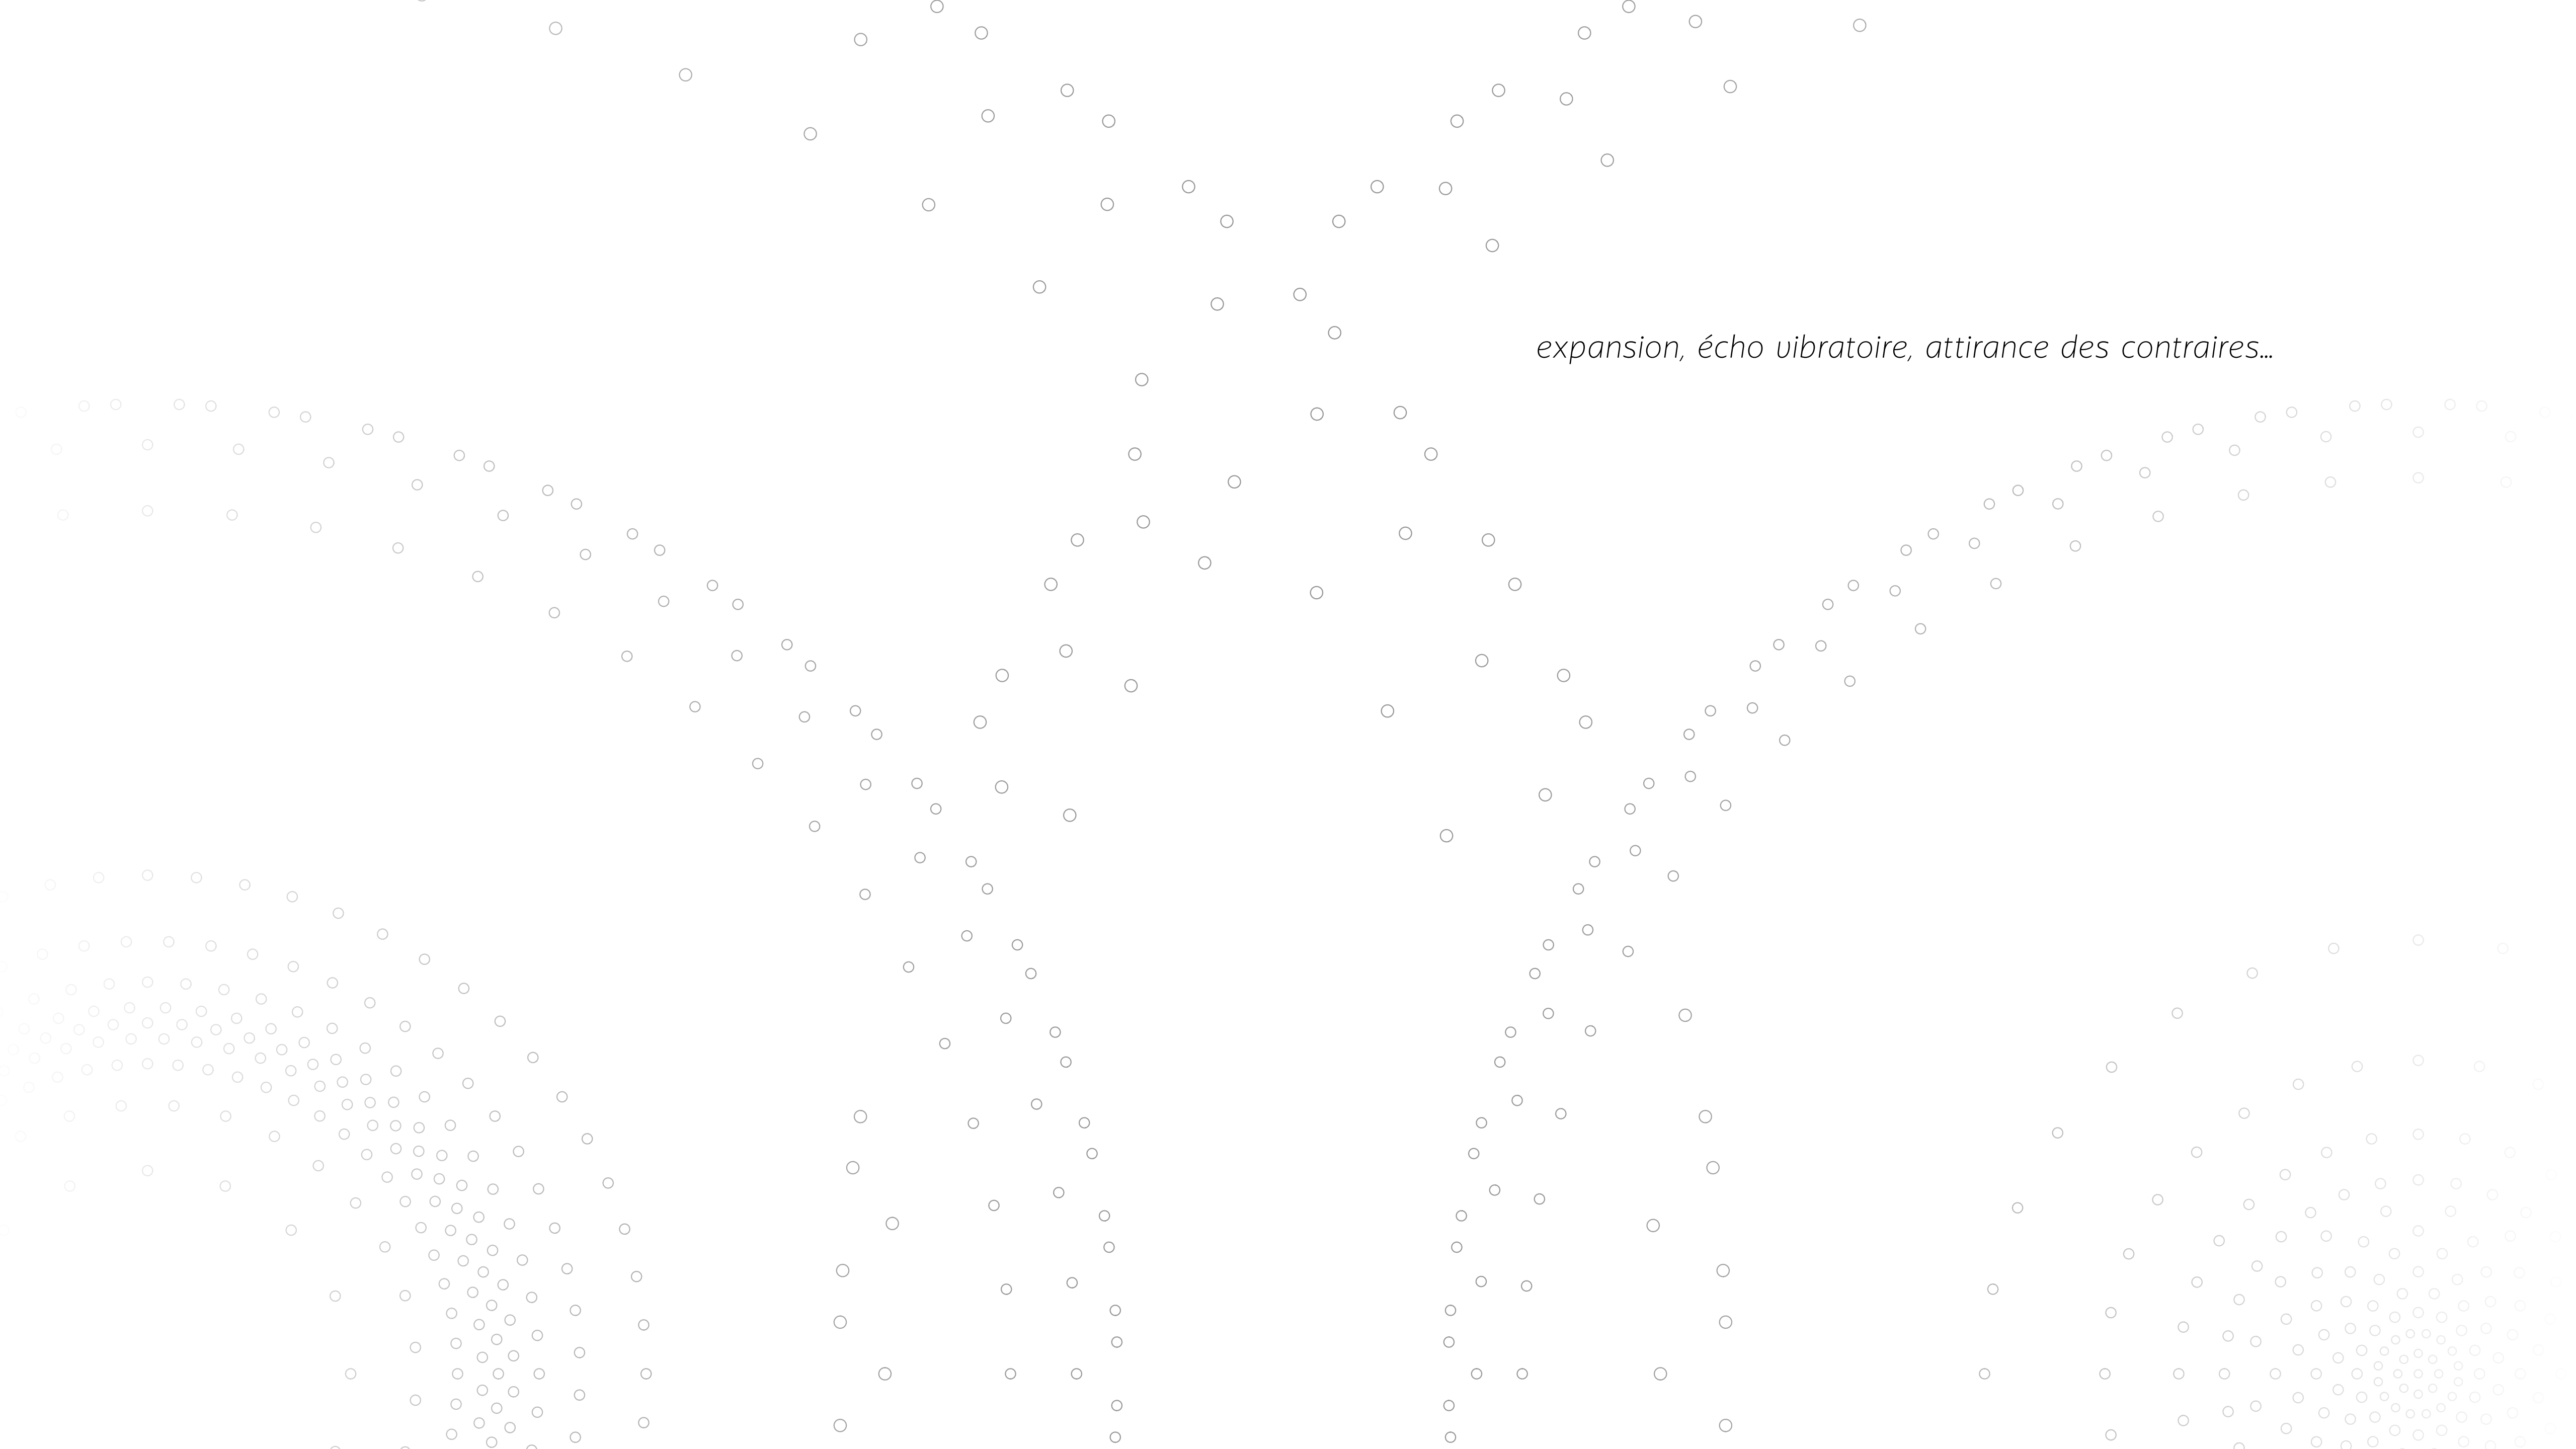 expansion, écho vibratoire, attirance des contraires...